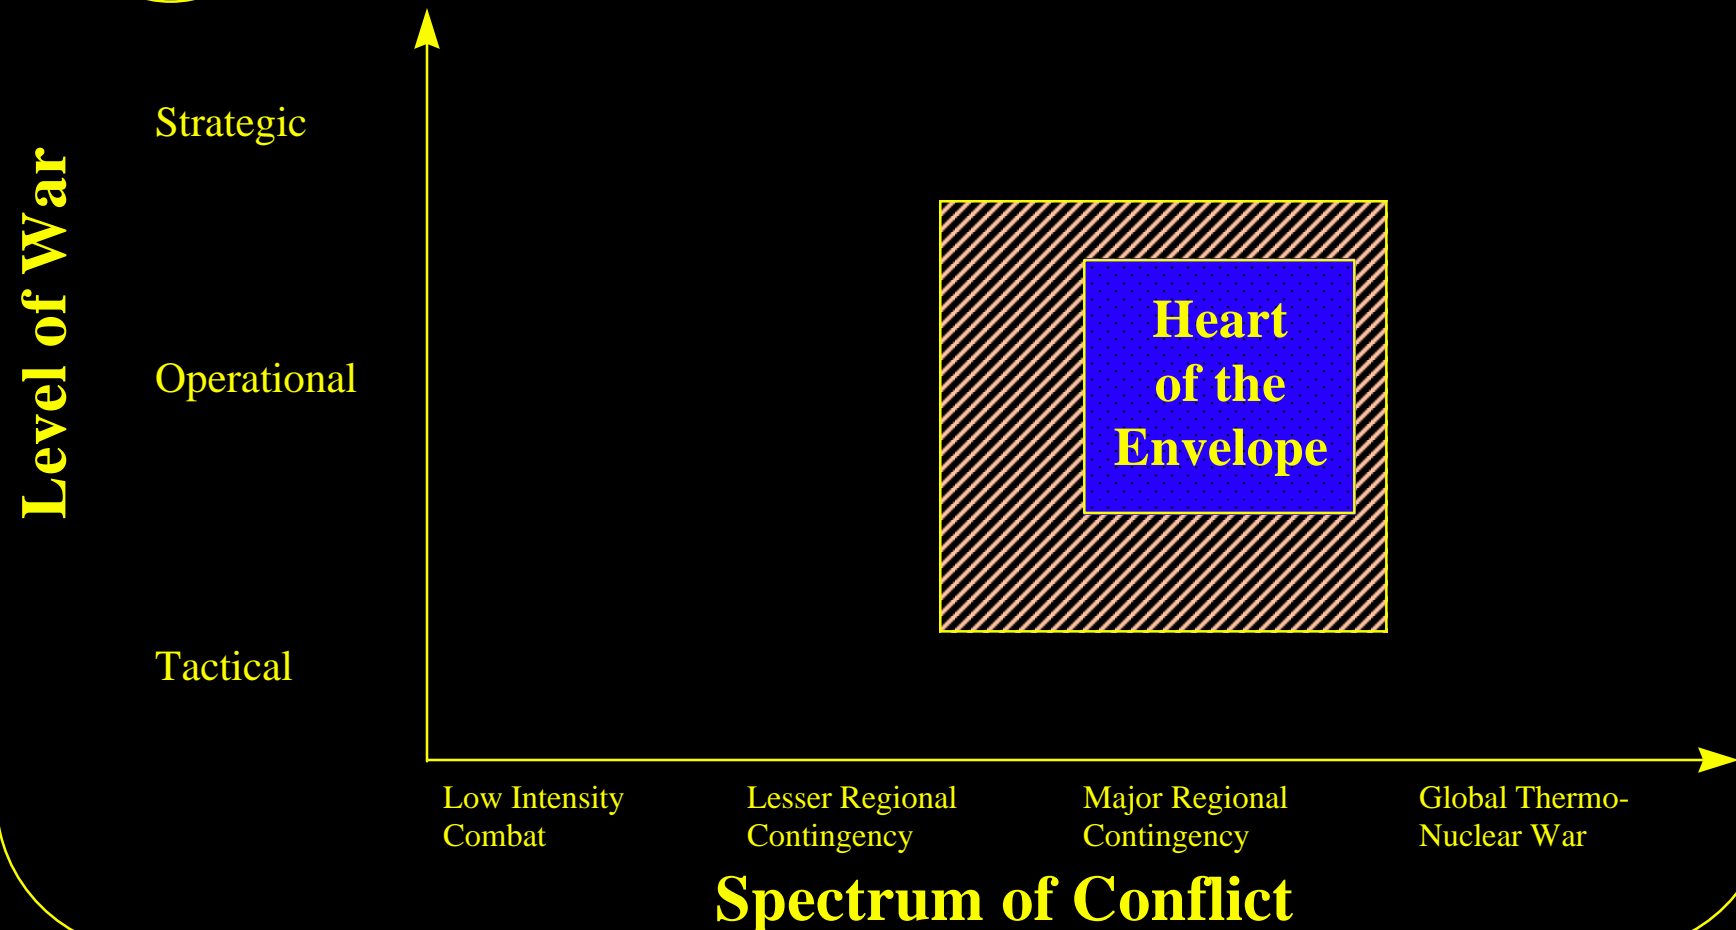 Level of War
Strategic
Operational
Tactical
Heart
of the
Envelope
Low Intensity
Combat
Lesser Regional
Contingency
Major Regional
Contingency
Global Thermo-
Nuclear War
Spectrum of Conflict